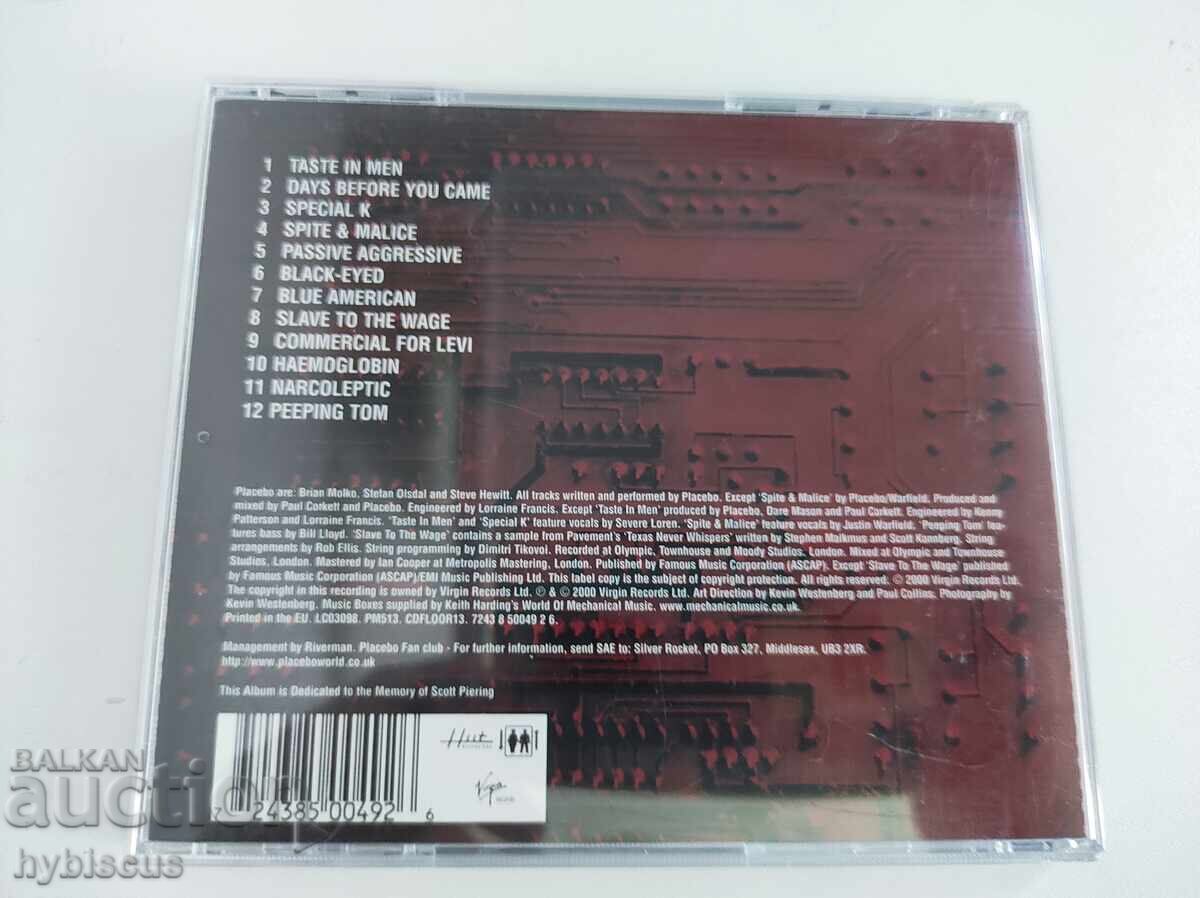 1 TASTE IN MEN
2 DAYS BEFORE YOU CAME
3 SPECIAL K
4 SPITE & MALICE
5 PASSIVE AGGRESSIVE
6 BLACK-EYED
7 BLUE AMERICAN
8 SLAVE TO THE WAGE
9 COMMERCIAL FOR LEVI
10 HAEMOGLOBIN
11 NARCOLEPTIC
12 PEEPING TOM
Placebo are: Brian Molko, Stefan Olsdal and Steve Hewitt. All tracks written and performed by Placebo. Except 'Spite & Malice' by Placebo/Warfield. Produced and
mixed by Paul Corkett and Placebo. Engineered by Lorraine Francis. Except 'Taste In Men' produced by Placebo, Dare Mason and Paul Corkett. Engineered by Kenny
Patterson and Lorraine Francis. 'Taste In Men' and 'Special K' feature vocals by Severe Loren. 'Spite & Malice' feature vocals by Justin Warfield. 'Peeping Tom' fea-
tures bass by Bill Lloyd. 'Slave To The Wage' contains a sample from Pavement's 'Texas Never Whispers' written by Stephen Malkmus and Scott Kannberg. String
arrangements by Rob Ellis. String programming by Dimitri Tikovoi. Recorded at Olympic, Townhouse and Moody Studios, London. Mixed at Olympic and Townhouse
Studios, London. Mastered by Ian Cooper at Metropolis Mastering, London. Published by Famous Music Corporation (ASCAP). Except 'Slave To The Wage' published
by Famous Music Corporation (ASCAP)/EMI Music Publishing Ltd. This label copy is the subject of copyright protection. All rights reserved. © 2000 Virgin Records Ltd.
The copyright in this recording is owned by Virgin Records Ltd. ℗ & © 2000 Virgin Records Ltd. Art Direction by Kevin Westenberg and Paul Collins. Photography by
Kevin Westenberg. Music Boxes supplied by Keith Harding's World Of Mechanical Music. www.mechanicalmusic.co.uk
Printed in the EU. LC03098. PM513. CDFLOOR13. 7243 8 50049 2 6.
Management by Riverman. Placebo Fan club - For further information, send SAE to: Silver Rocket, PO Box 327, Middlesex, UB3 2XR.
http://www.placeboworld.co.uk
This Album is Dedicated to the Memory of Scott Piering
Hut
Virgin
7 24385 00492 6
BALKAN
auction
hybiscus